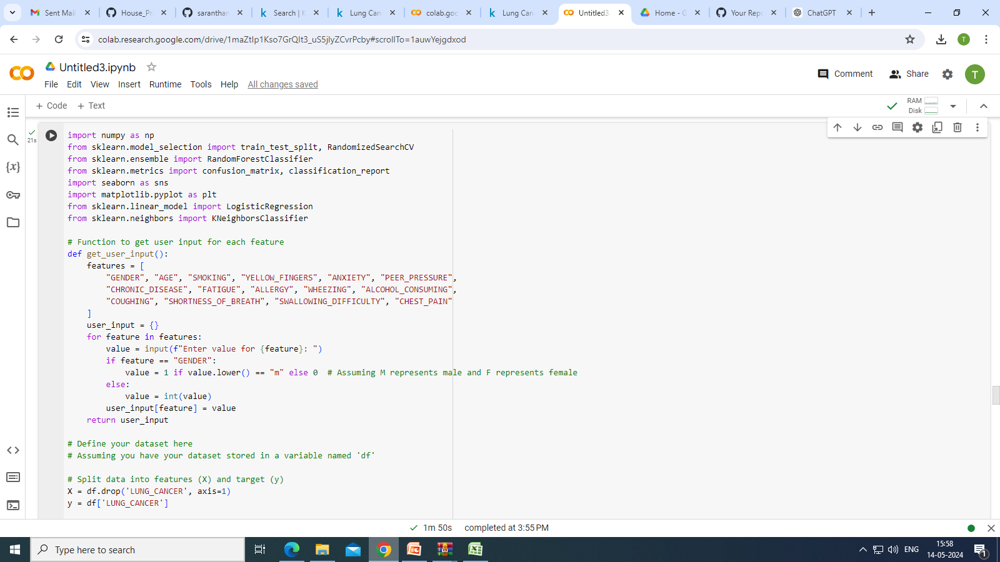 Sent Mail
House_Pr
saranthar
Search | K
Lung Can
colab.goo
Lung Can
Untitled3
Home - G
Your Repo
ChatGPT
colab.research.google.com/drive/1maZtIp1Kso7GrQIt3_uS5jlyZCvrPcby#scrollTo=1auwYejgdxod
T
Untitled3.ipynb
Comment
Share
T
File Edit View Insert Runtime Tools Help All changes saved
+ Code + Text
RAM
Disk
21s
import numpy as np
from sklearn.model_selection import train_test_split, RandomizedSearchCV
from sklearn.ensemble import RandomForestClassifier
from sklearn.metrics import confusion_matrix, classification_report
import seaborn as sns
import matplotlib.pyplot as plt
from sklearn.linear_model import LogisticRegression
from sklearn.neighbors import KNeighborsClassifier
# Function to get user input for each feature
def get_user_input():
features = [
"GENDER", "AGE", "SMOKING", "YELLOW_FINGERS", "ANXIETY", "PEER_PRESSURE",
"CHRONIC_DISEASE", "FATIGUE", "ALLERGY", "WHEEZING", "ALCOHOL_CONSUMING",
"COUGHING", "SHORTNESS_OF_BREATH", "SWALLOWING_DIFFICULTY", "CHEST_PAIN"
]
user_input = {}
for feature in features:
value = input(f"Enter value for {feature}: ")
if feature == "GENDER":
value = 1 if value.lower() == "m" else 0 # Assuming M represents male and F represents female
else:
value = int(value)
user_input[feature] = value
return user_input
# Define your dataset here
# Assuming you have your dataset stored in a variable named 'df'
# Split data into features (X) and target (y)
X = df.drop('LUNG_CANCER', axis=1)
y = df['LUNG_CANCER']
1m 50s completed at 3:55 PM
Type here to search
ENG
15:58
14-05-2024
1